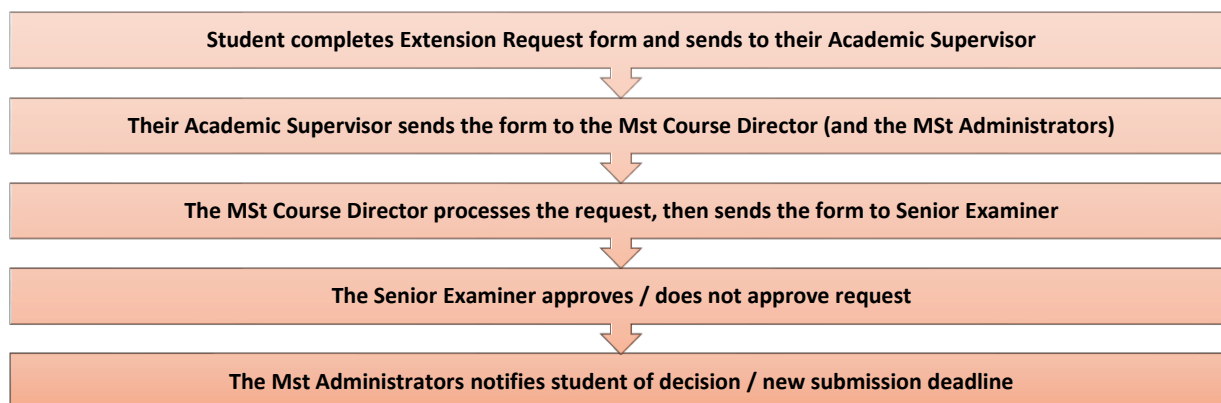 Student completes Extension Request form and sends to their Academic Supervisor
Their Academic Supervisor sends the form to the Mst Course Director (and the MSt Administrators)
The MSt Course Director processes the request, then sends the form to Senior Examiner
The Senior Examiner approves / does not approve request
The Mst Administrators notifies student of decision / new submission deadline